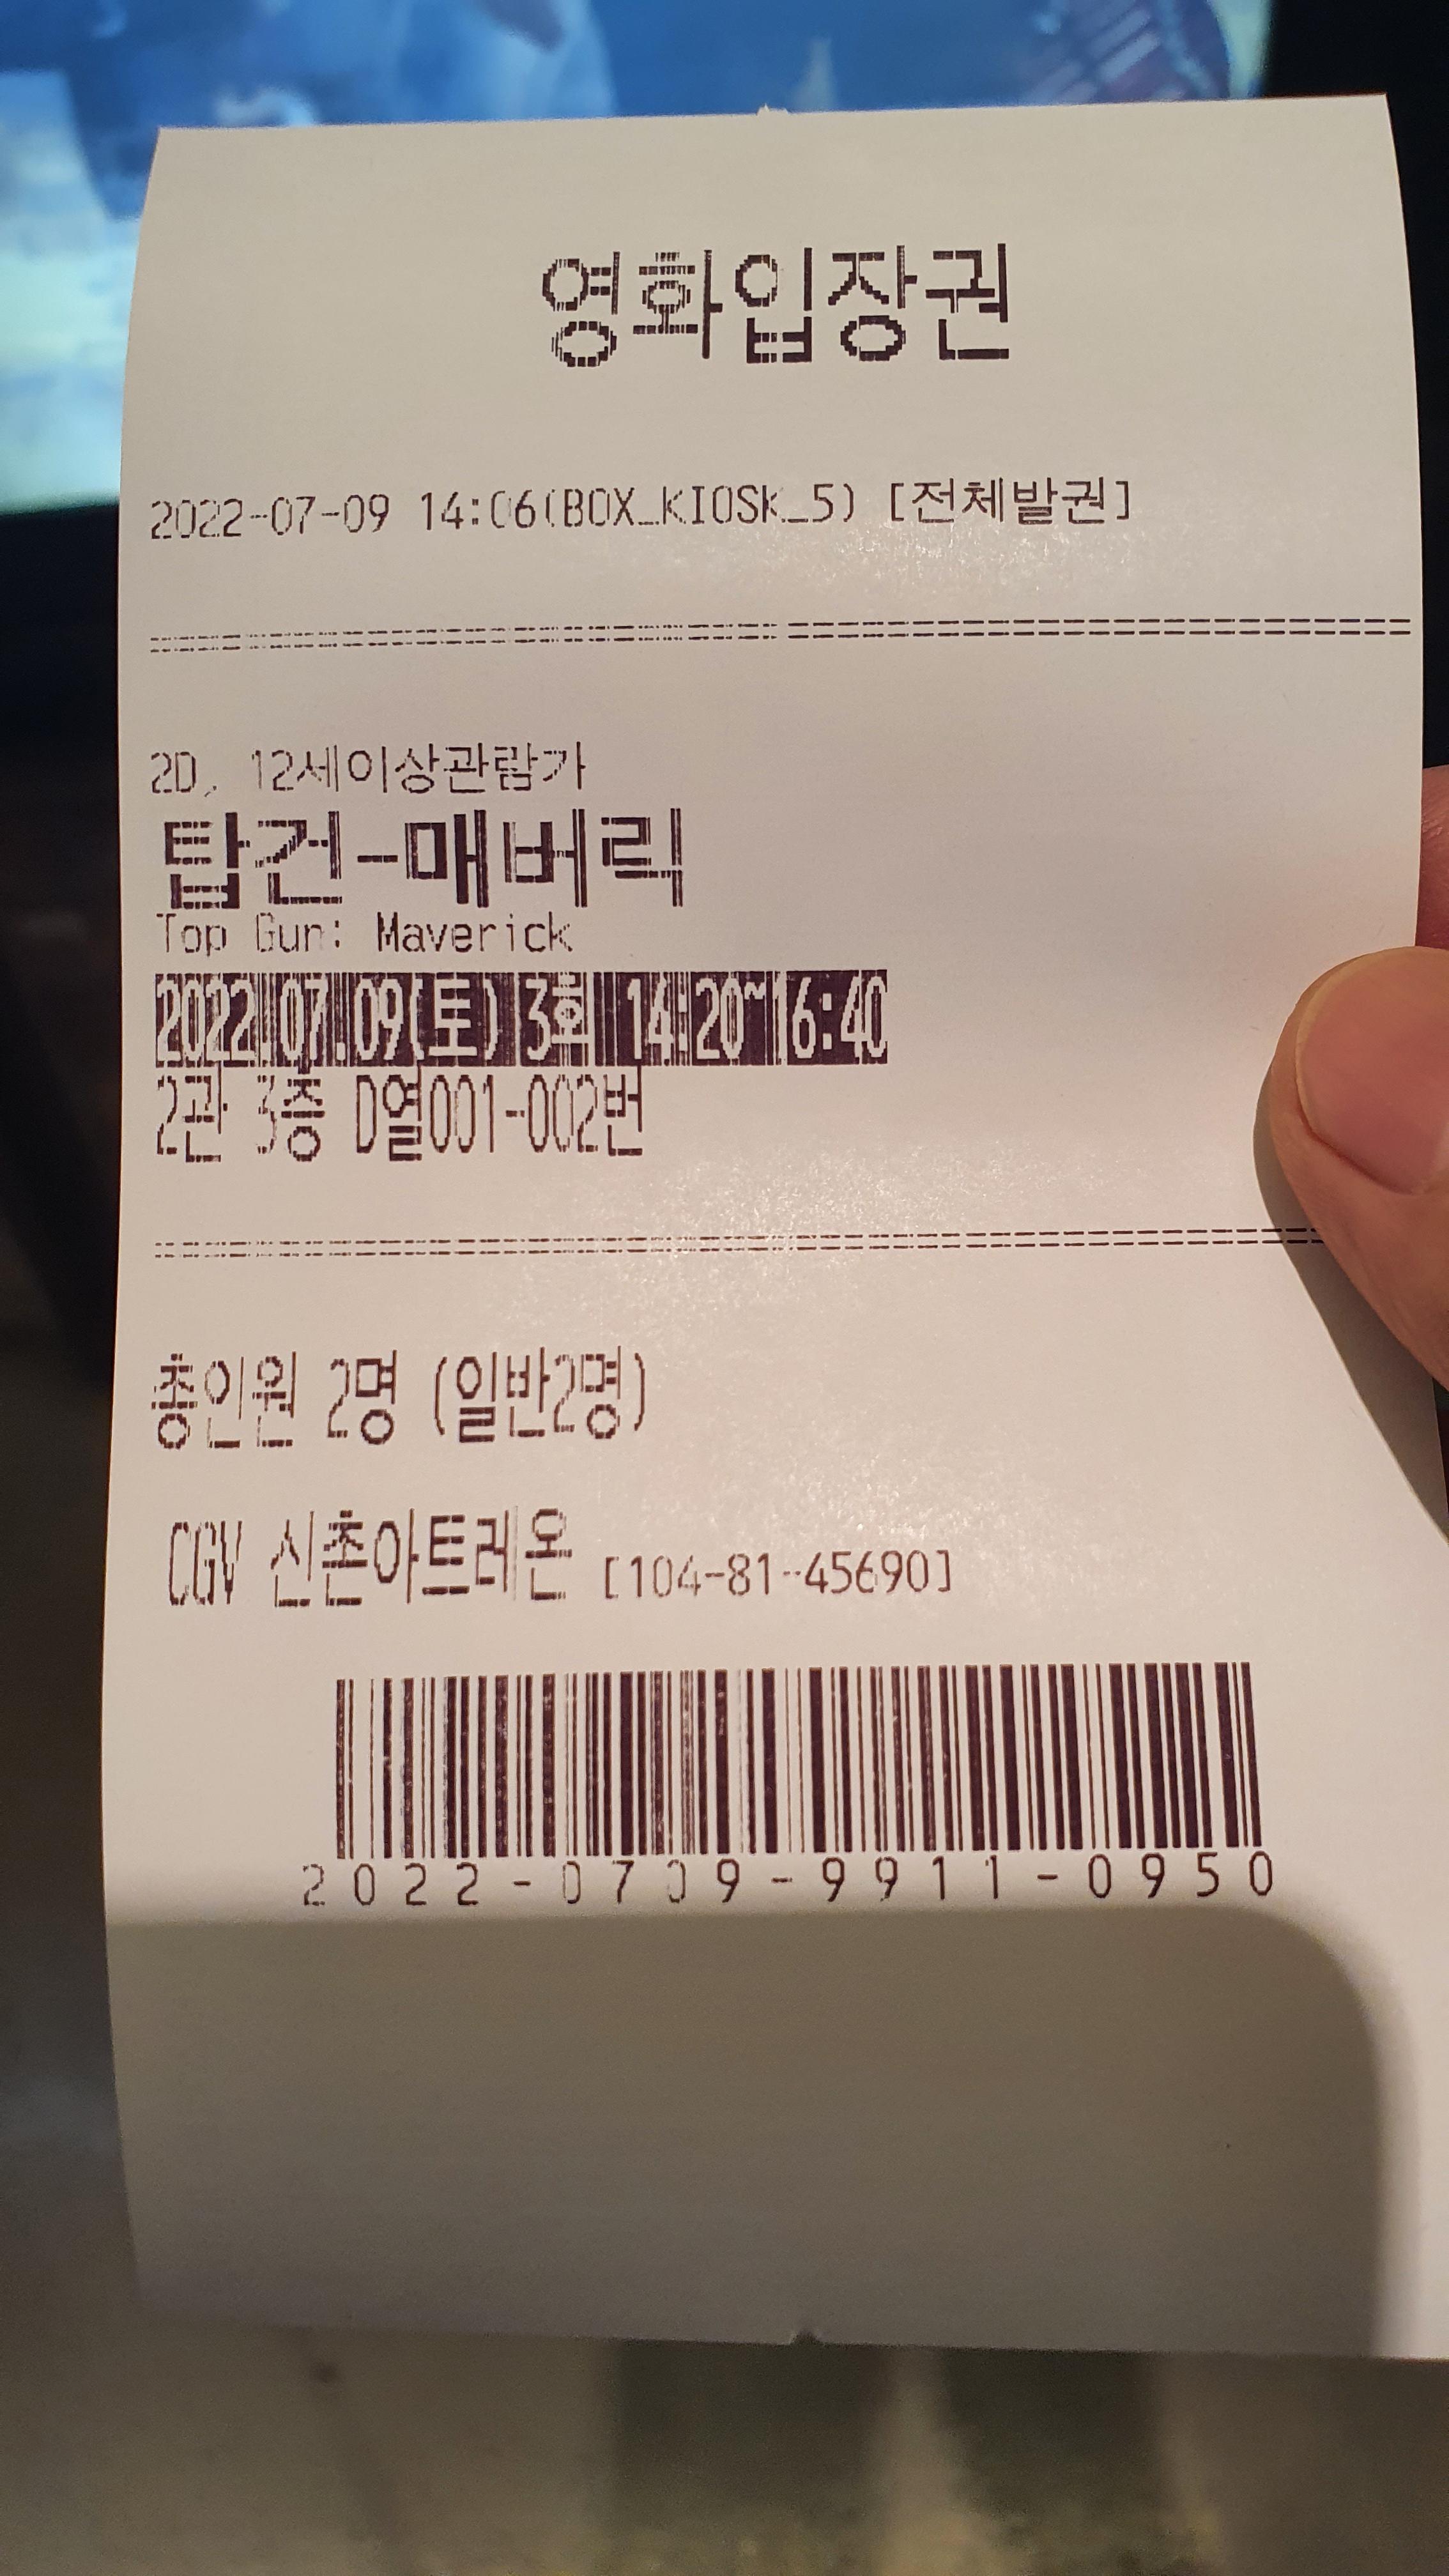 영화입장권
2022-07-09 14:06(BOX_KIOSK_5) [전체발권]
2D, 12세이상관람가
탑건-매버릭
Top Gun: Maverick
2022.07.09(토) 3회 14:20~16:40
2관 3층 D열001-002번
총인원 2명 (일반2명)
CGV 신촌아트레온 [104-81-45690]
2022-0709-9911-0950